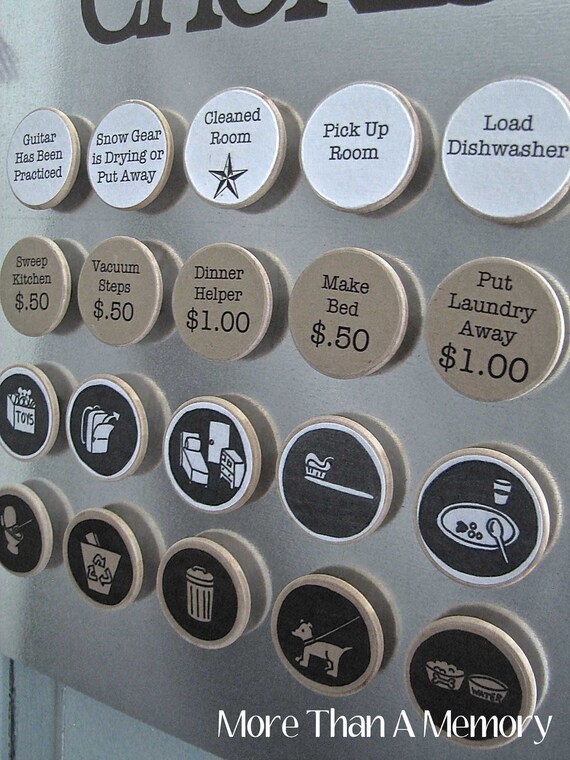 Guitar
Has Been
Practiced
Snow Gear
is Drying or
Put Away
Cleaned
Room
Pick Up
Room
Load
Dishwasher
Sweep
Kitchen
$.50
Vacuum
Steps
$.50
Dinner
Helper
$1.00
Make
Bed
$.50
Put
Laundry
Away
$1.00
TOYS
WATER
More Than A Memory